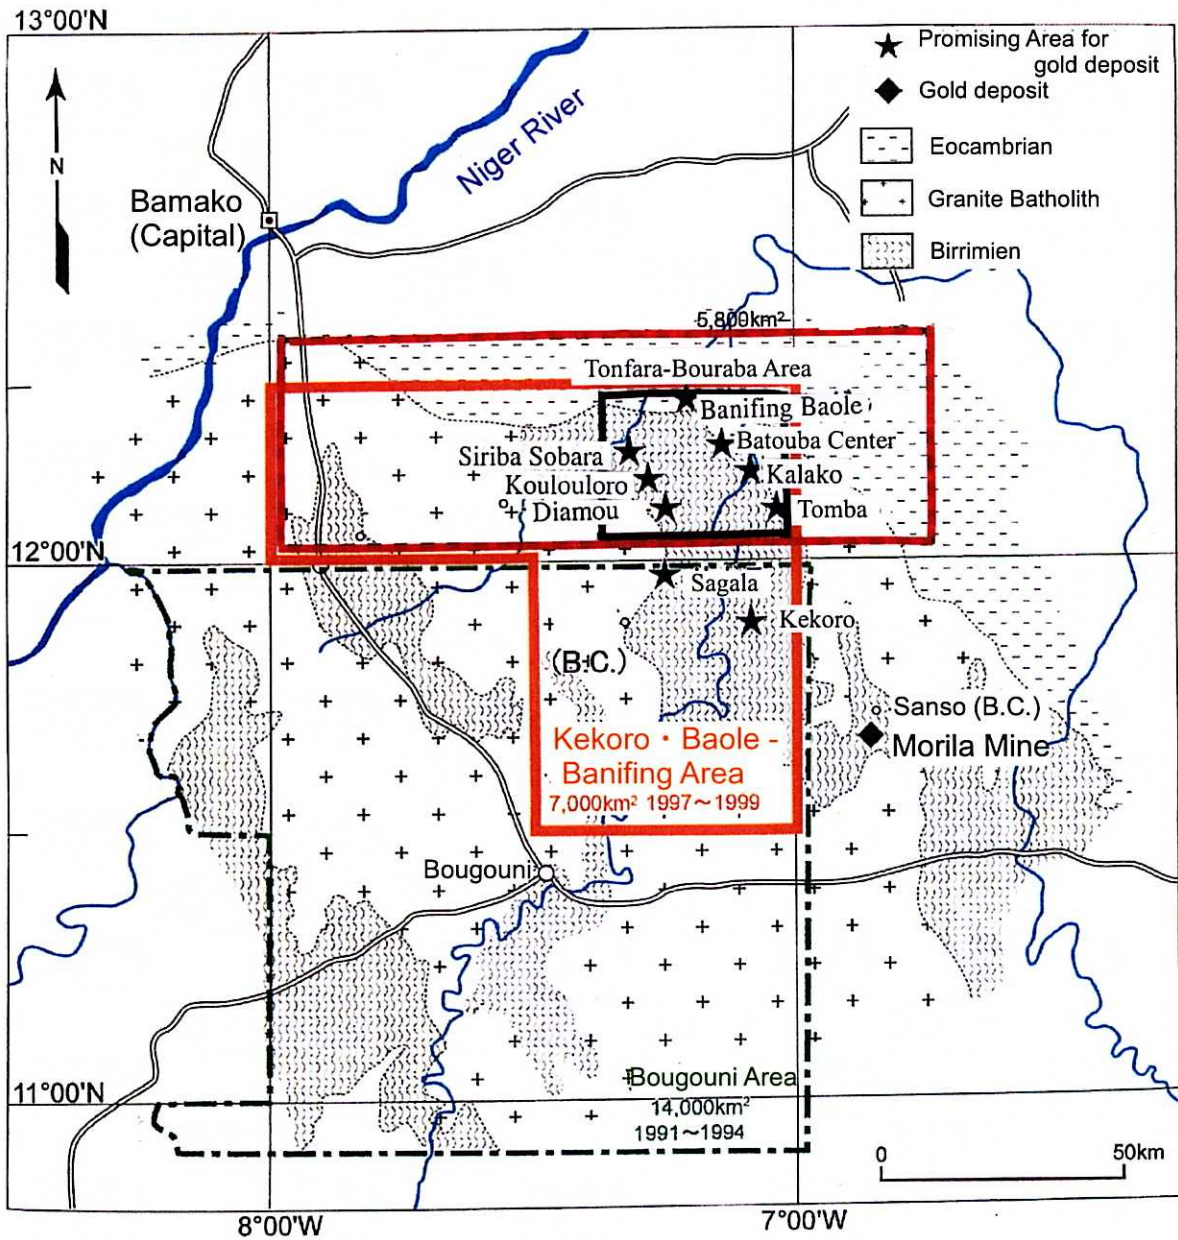 13°00'N
Promising Area for
gold deposit
Gold deposit
Eocambrian
Granite Batholith
Birrimien
N
Niger River
Bamako
(Capital)
5,800km²
Tonfara-Bouraba Area
Banifing Baole
Batouba Center
Siriba Sobara
Kalako
Koulouloro
Diamou
Tomba
12°00'N
Sagala
Kekoro
(B.C.)
Sanso (B.C.)
Morila Mine
Kekoro・Baole -
Banifing Area
7,000km² 1997～1999
Bougouni
Bougouni Area
14,000km²
1991～1994
11°00'N
0 50km
8°00'W
7°00'W